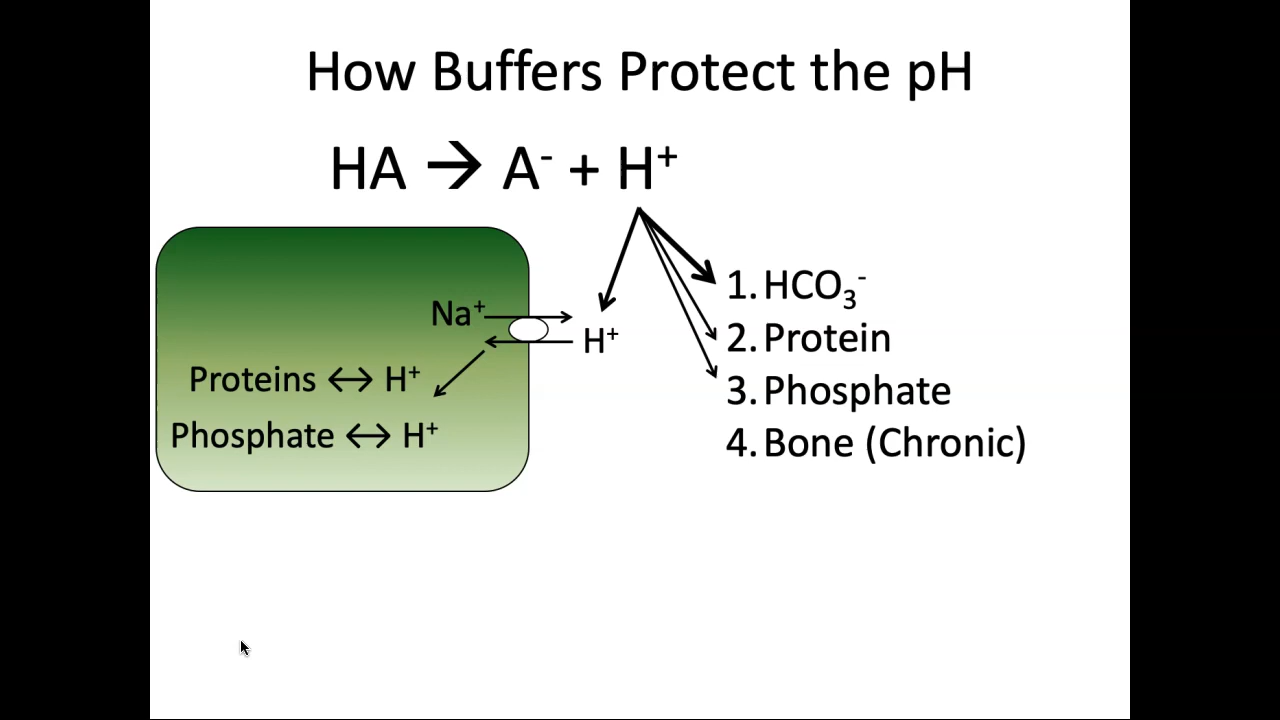 How Buffers Protect the pH
HA → A⁻ + H⁺
Na⁺
H⁺
Proteins ↔ H⁺
Phosphate ↔ H⁺
1. HCO₃⁻
2. Protein
3. Phosphate
4. Bone (Chronic)